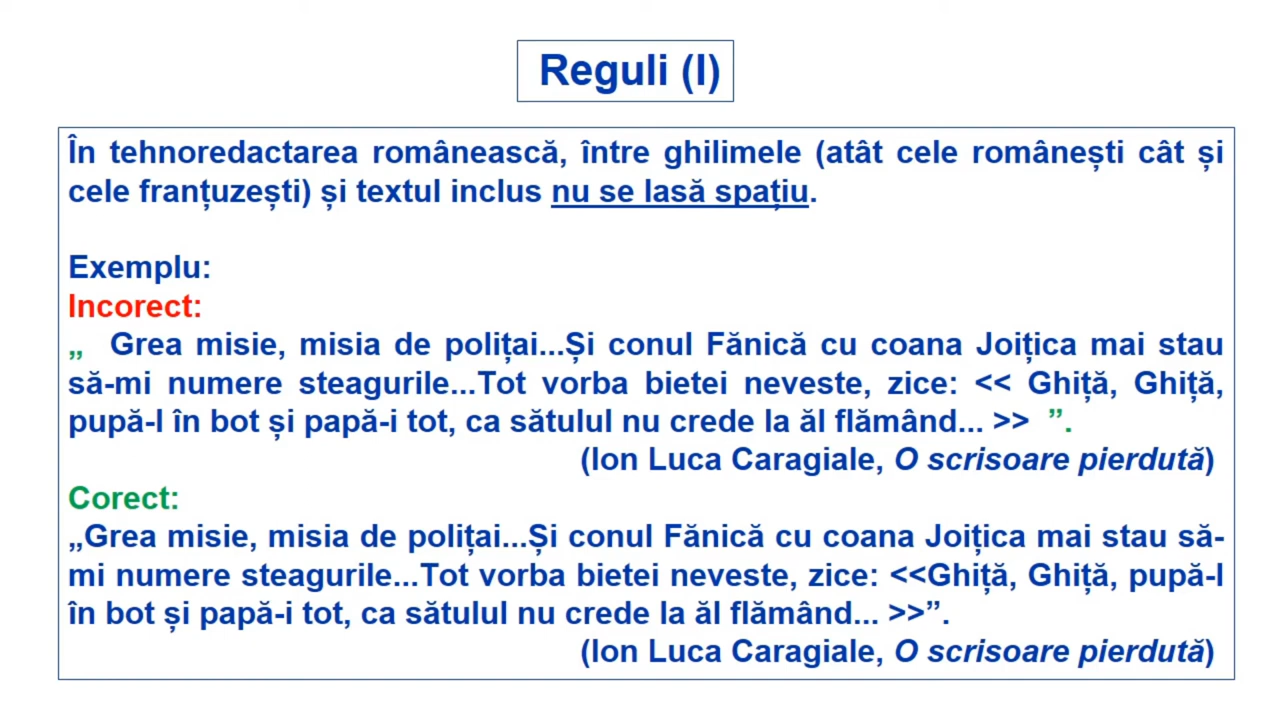 Reguli (I)
În tehnoredactarea românească, între ghilimele (atât cele românești cât și
cele franțuzești) și textul inclus nu se lasă spațiu.
Exemplu:
Incorect:
„ Grea misie, misia de polițai...Și conul Fănică cu coana Joițica mai stau
să-mi numere steagurile...Tot vorba bietei neveste, zice: << Ghiță, Ghiță,
pupă-l în bot și papă-i tot, ca sătulul nu crede la ăl flămând... >> ”.
(Ion Luca Caragiale, O scrisoare pierdută)
Corect:
„Grea misie, misia de polițai...Și conul Fănică cu coana Joițica mai stau să-
mi numere steagurile...Tot vorba bietei neveste, zice: <<Ghiță, Ghiță, pupă-l
în bot și papă-i tot, ca sătulul nu crede la ăl flămând... >>”.
(Ion Luca Caragiale, O scrisoare pierdută)